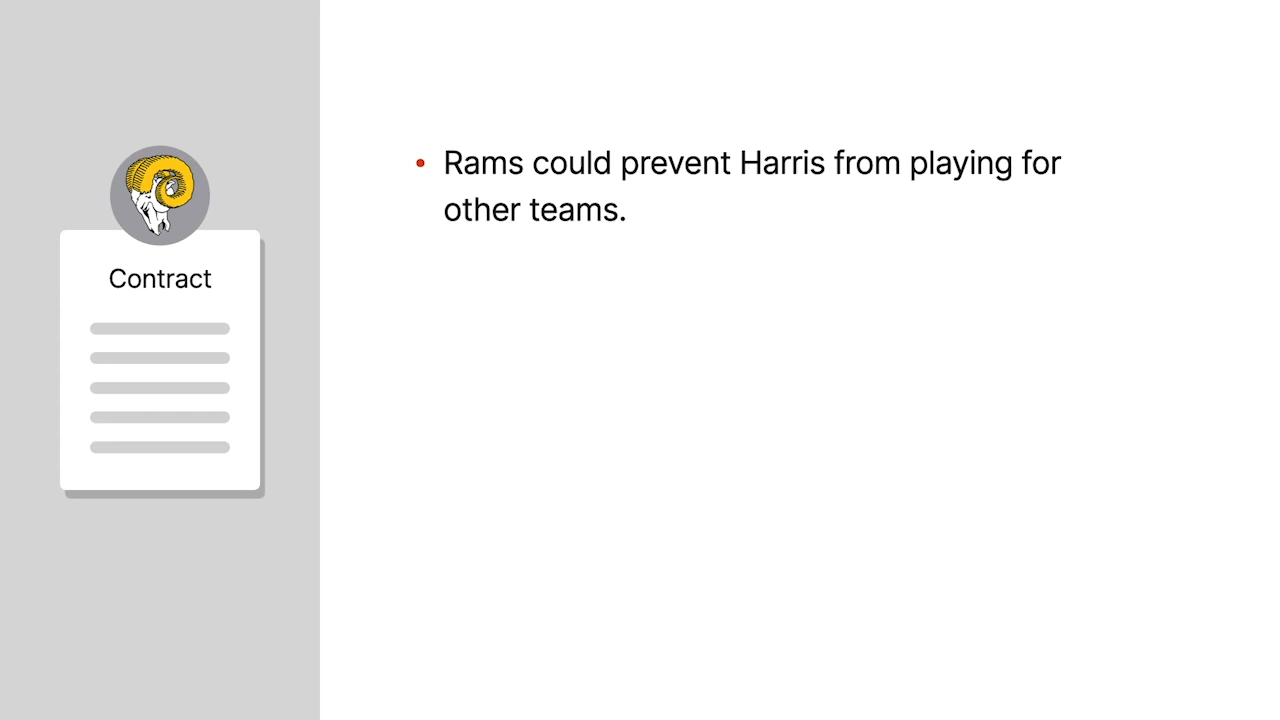 Contract
• Rams could prevent Harris from playing for
other teams.